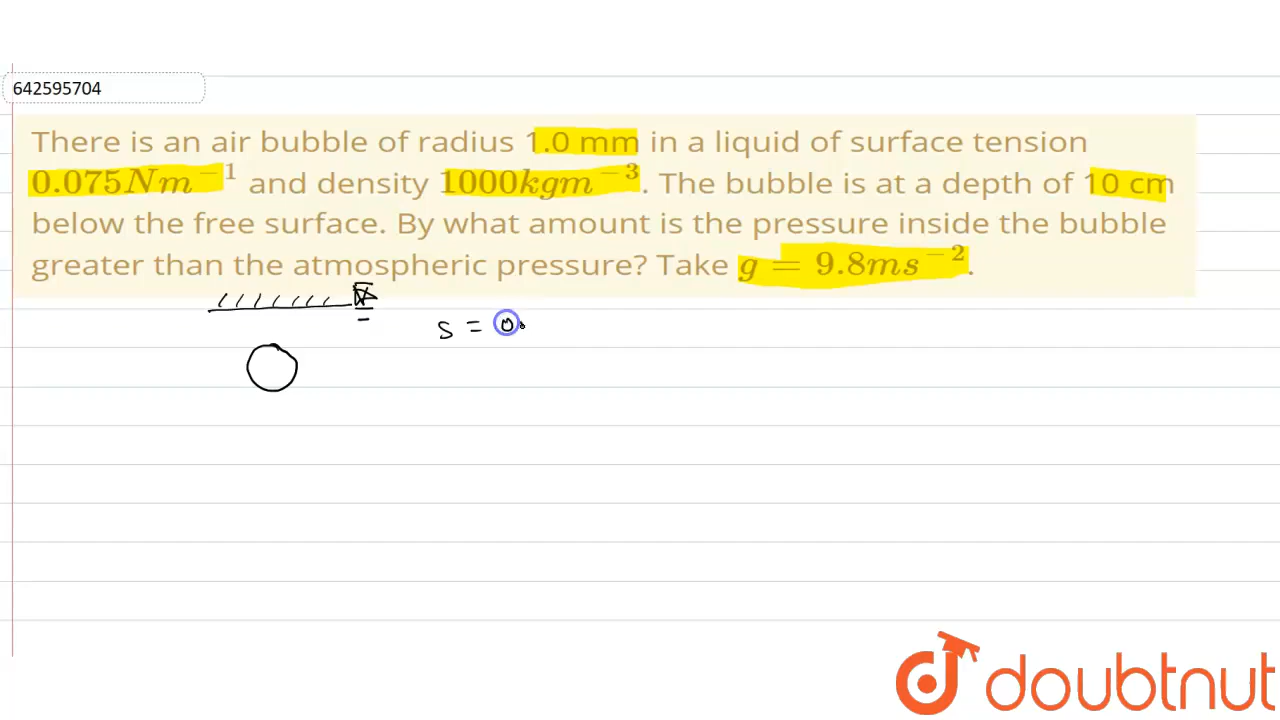 642595704
There is an air bubble of radius 1.0 mm in a liquid of surface tension
0.075Nm⁻¹ and density 1000kgm⁻³. The bubble is at a depth of 10 cm
below the free surface. By what amount is the pressure inside the bubble
greater than the atmospheric pressure? Take g = 9.8ms⁻².
S = 0.
doubtnut